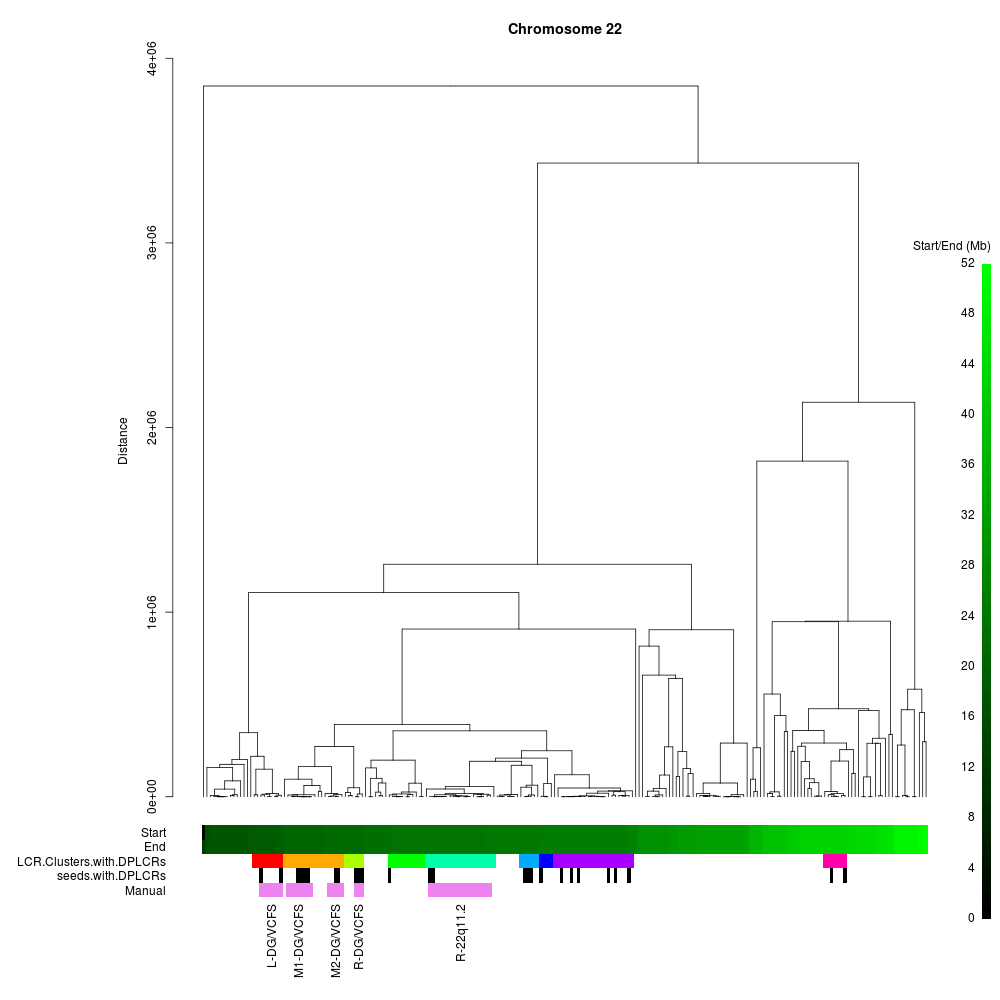 Chromosome 22
4e+06
3e+06
2e+06
1e+06
0e+00
Distance
Start/End (Mb)
52
48
44
40
36
32
28
24
20
16
12
8
4
0
Start
End
LCR.Clusters.with.DPLCRs
seeds.with.DPLCRs
Manual
L-DG/VCFS
M1-DG/VCFS
M2-DG/VCFS
R-DG/VCFS
R-22q11.2